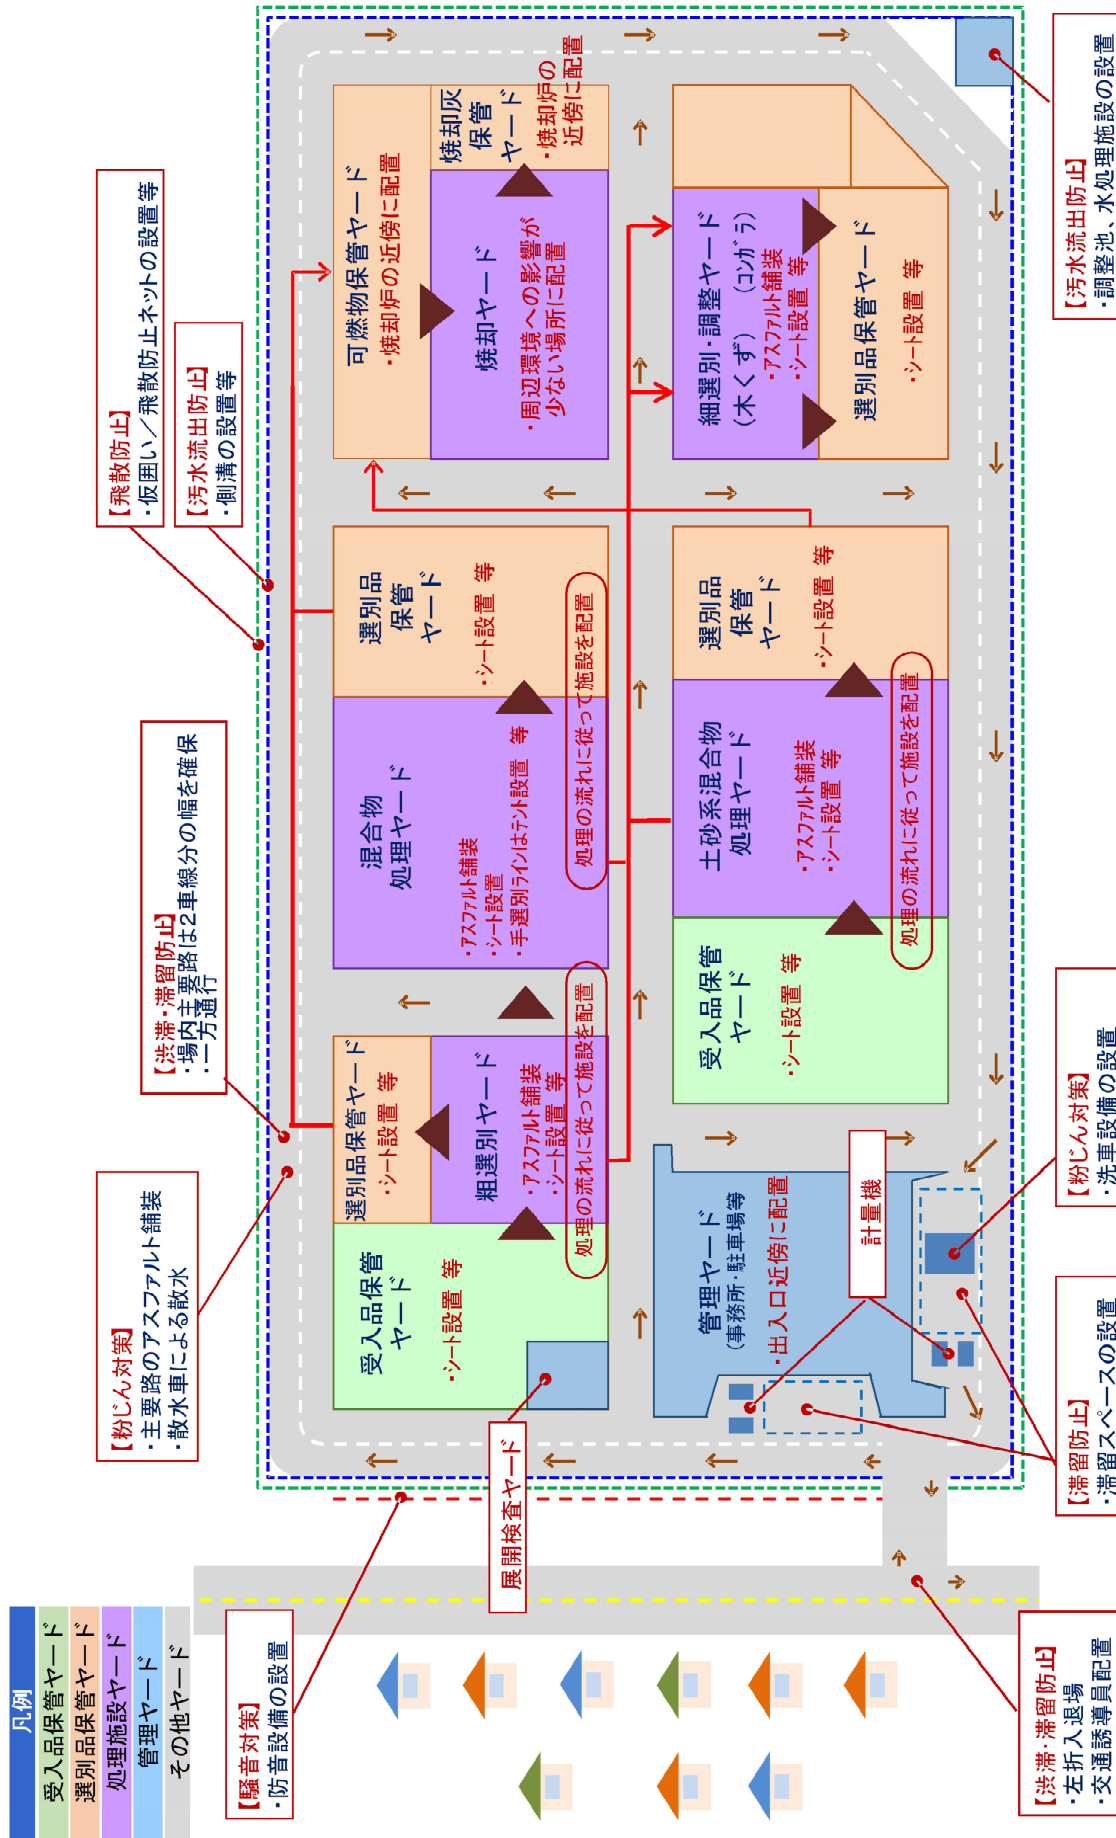 凡例
受入品保管ヤード
選別品保管ヤード
処理施設ヤード
管理ヤード
その他ヤード
【騒音対策】
・防音設備の設置
【粉じん対策】
・主要路のアスファルト舗装
・散水車による散水
【渋滞・滞留防止】
・場内主要路は2車線分の幅を確保
・一方通行
【飛散防止】
・仮囲い／飛散防止ネットの設置等
【汚水流出防止】
・側溝の設置等
受入品保管
ヤード
・シート設置 等
展開検査ヤード
選別品保管ヤード
・シート設置 等
粗選別ヤード
・アスファルト舗装
・シート設置 等
処理の流れに従って施設を配置
混合物
処理ヤード
・アスファルト舗装
・シート設置
・手選別ラインはテント設置 等
処理の流れに従って施設を配置
選別品
保管
ヤード
・シート設置 等
可燃物保管ヤード
・焼却炉の近傍に配置
焼却ヤード
・周辺環境への影響が
少ない場所に配置
焼却灰
保管
ヤード
・焼却炉の
近傍に配置
管理ヤード
(事務所・駐車場等)
・出入口近傍に配置
計量機
受入品保管
ヤード
・シート設置 等
土砂系混合物
処理ヤード
・アスファルト舗装
・シート設置 等
処理の流れに従って施設を配置
選別品
保管
ヤード
・シート設置 等
細選別・調整ヤード
(木くず) (コンガラ)
・アスファルト舗装
・シート設置 等
選別品保管ヤード
・シート設置 等
【渋滞・滞留防止】
・左折入退場
・交通誘導員配置
【滞留防止】
・滞留スペースの設置
【粉じん対策】
・洗車設備の設置
【汚水流出防止】
・調整池、水処理施設の設置